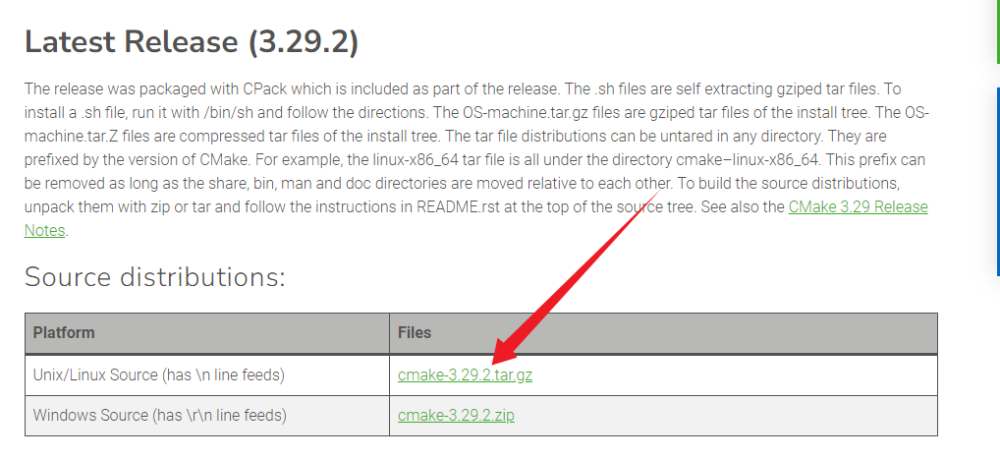 Latest Release (3.29.2)
The release was packaged with CPack which is included as part of the release. The .sh files are self extracting gziped tar files. To
install a .sh file, run it with /bin/sh and follow the directions. The OS-machine.tar.gz files are gziped tar files of the install tree. The OS-
machine.tar.Z files are compressed tar files of the install tree. The tar file distributions can be untared in any directory. They are
prefixed by the version of CMake. For example, the linux-x86_64 tar file is all under the directory cmake–linux-x86_64. This prefix can
be removed as long as the share, bin, man and doc directories are moved relative to each other. To build the source distributions,
unpack them with zip or tar and follow the instructions in README.rst at the top of the source tree. See also the CMake 3.29 Release
Notes.
Source distributions:
Platform Files
Unix/Linux Source (has \n line feeds) cmake-3.29.2.tar.gz
Windows Source (has \r\n line feeds) cmake-3.29.2.zip